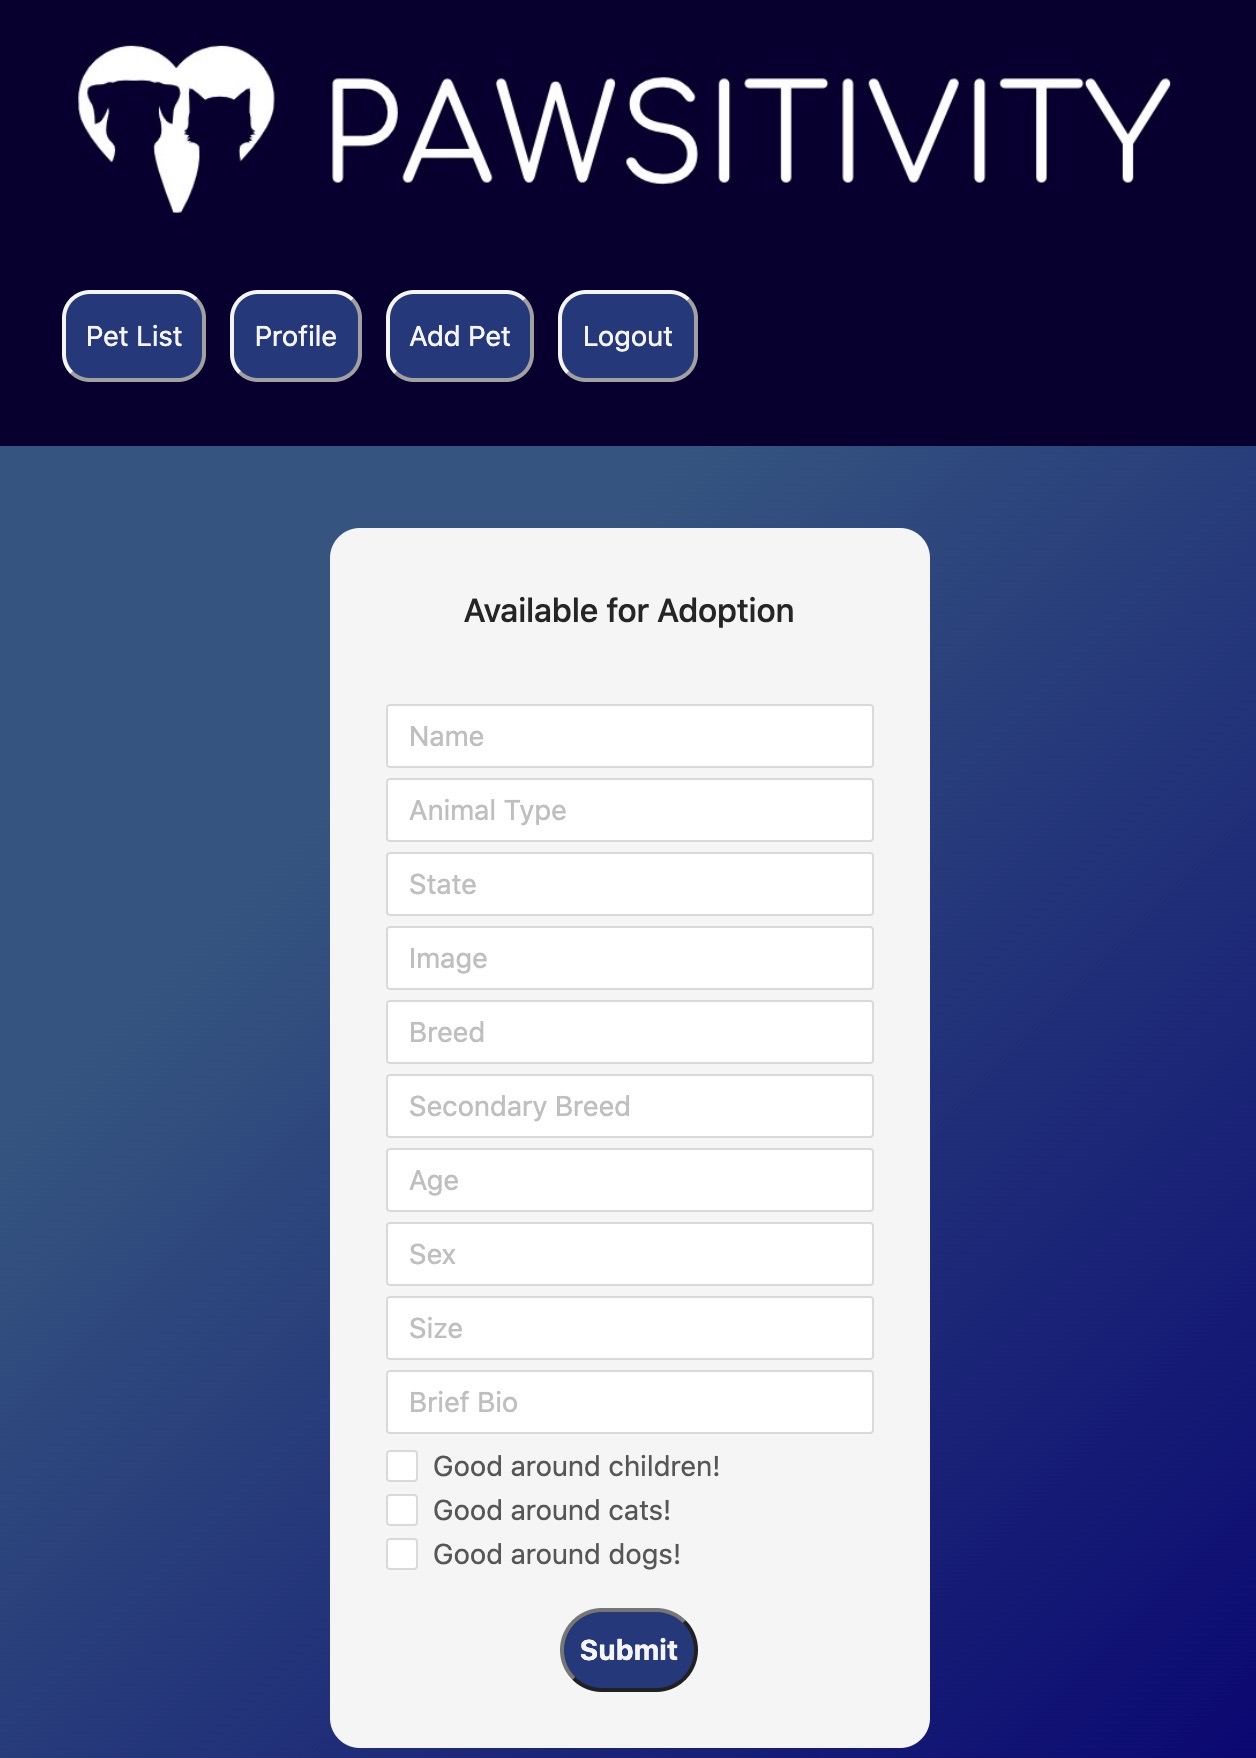 PAWSITIVITY
Pet List Profile Add Pet Logout
Available for Adoption
Name
Animal Type
State
Image
Breed
Secondary Breed
Age
Sex
Size
Brief Bio
Good around children!
Good around cats!
Good around dogs!
Submit